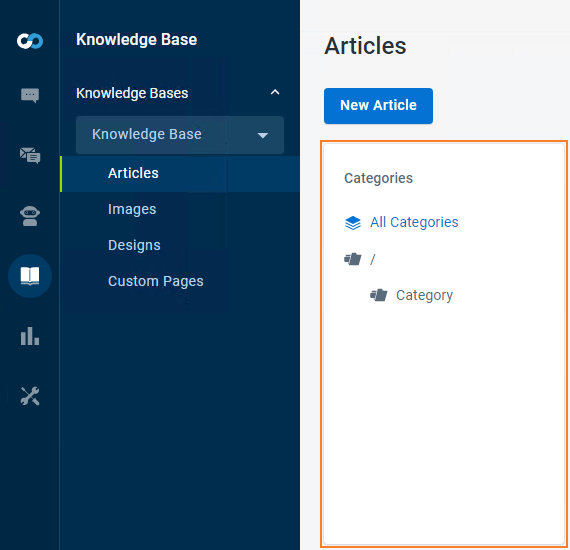 Knowledge Base
Knowledge Bases
Knowledge Base
Articles
Images
Designs
Custom Pages
Articles
New Article
Categories
All Categories
/
Category